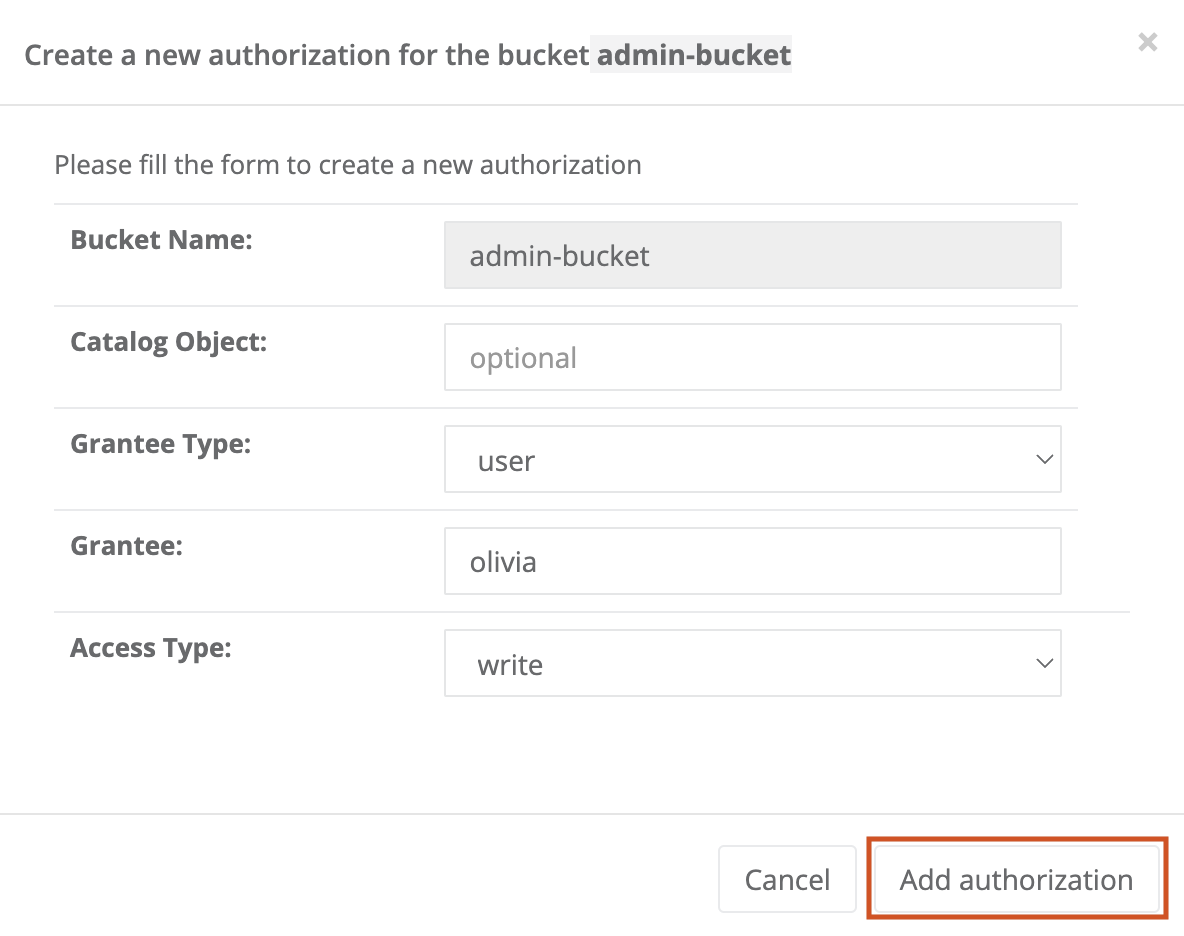 Create a new authorization for the bucket admin-bucket
×
Please fill the form to create a new authorization
Bucket Name:
admin-bucket
Catalog Object:
optional
Grantee Type:
user
Grantee:
olivia
Access Type:
write
Cancel
Add authorization